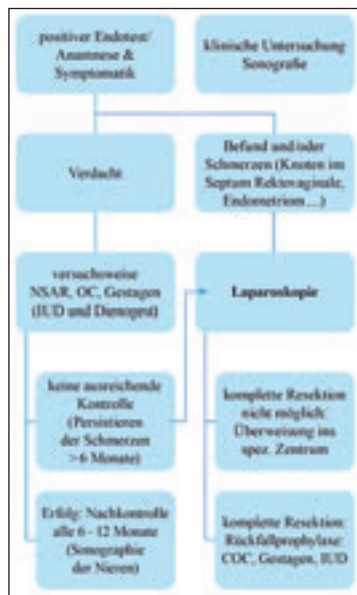 positiver Endotest/
Anamnese &
Symptomatik
klinische Untersuchung
Sonografie
Verdacht
Befund und/oder
Schmerzen (Knoten im
Septum Rektovaginale,
Endometriom ...)
versuchsweise
NSAR, OC, Gestagen
(IUD und Dienogest)
Laparoskopie
keine ausreichende
Kontrolle
(Persistieren
der Schmerzen
>6 Monate)
komplette Resektion
nicht möglich:
Überweisung ins
spez. Zentrum
Erfolg: Nachkontrolle
alle 6 - 12 Monate
(Sonographie
der Nieren)
komplette Resektion:
Rückfallprophylaxe:
COC, Gestagen, IUD